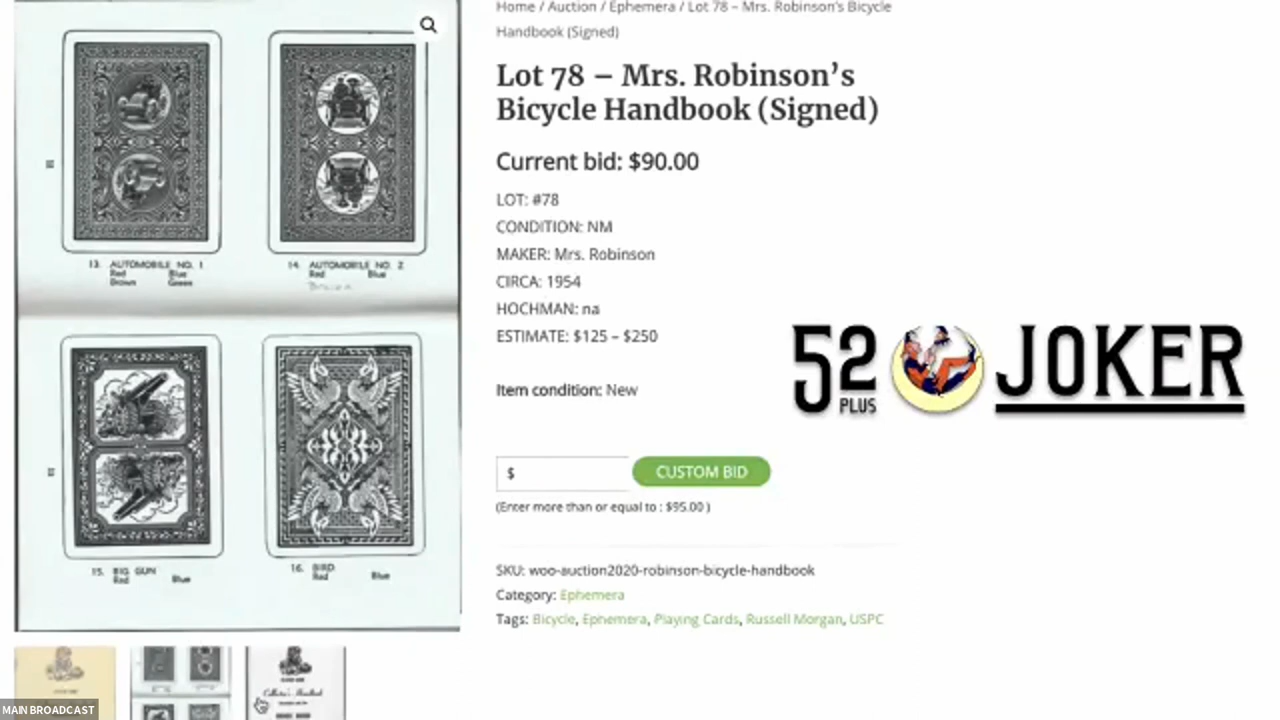 Home / Auction / Ephemera / Lot 78 – Mrs. Robinson's Bicycle
Handbook (Signed)
Lot 78 – Mrs. Robinson's
Bicycle Handbook (Signed)
Current bid: $90.00
LOT: #78
CONDITION: NM
MAKER: Mrs. Robinson
CIRCA: 1954
HOCHMAN: na
ESTIMATE: $125 – $250
Item condition: New
$ CUSTOM BID
(Enter more than or equal to : $95.00 )
SKU: woo-auction2020-robinson-bicycle-handbook
Category: Ephemera
Tags: Bicycle, Ephemera, Playing Cards, Russell Morgan, USPC
13. AUTOMOBILE NO. 1
Red Blue
Brown Green
14. AUTOMOBILE NO. 2
Red Blue
Brown
15. BIG GUN
Red Blue
16. BIRD
Red Blue
52 PLUS JOKER
Collector's Handbook
MAIN BROADCAST